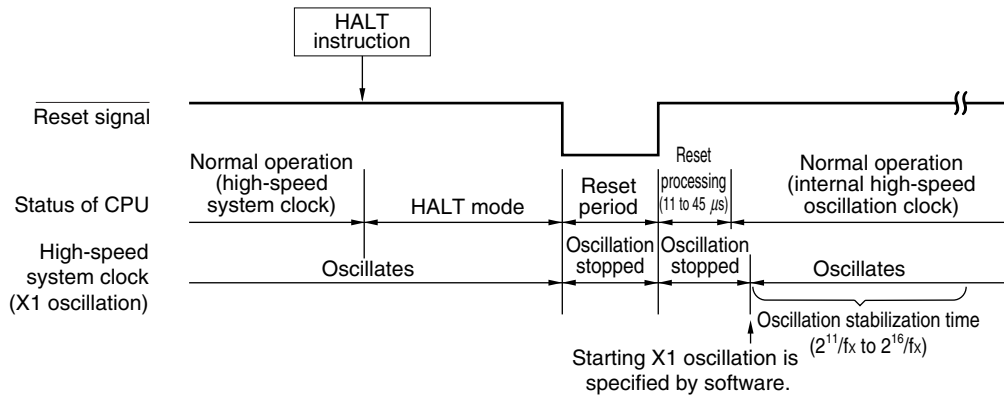 HALT
instruction
Reset signal
Status of CPU
Normal operation
(high-speed
system clock)
HALT mode
Reset
period
Reset
processing
(11 to 45 μs)
Normal operation
(internal high-speed
oscillation clock)
High-speed
system clock
(X1 oscillation)
Oscillates
Oscillation
stopped
Oscillation
stopped
Oscillates
Oscillation stabilization time
(2¹¹/fx to 2¹⁶/fx)
Starting X1 oscillation is
specified by software.